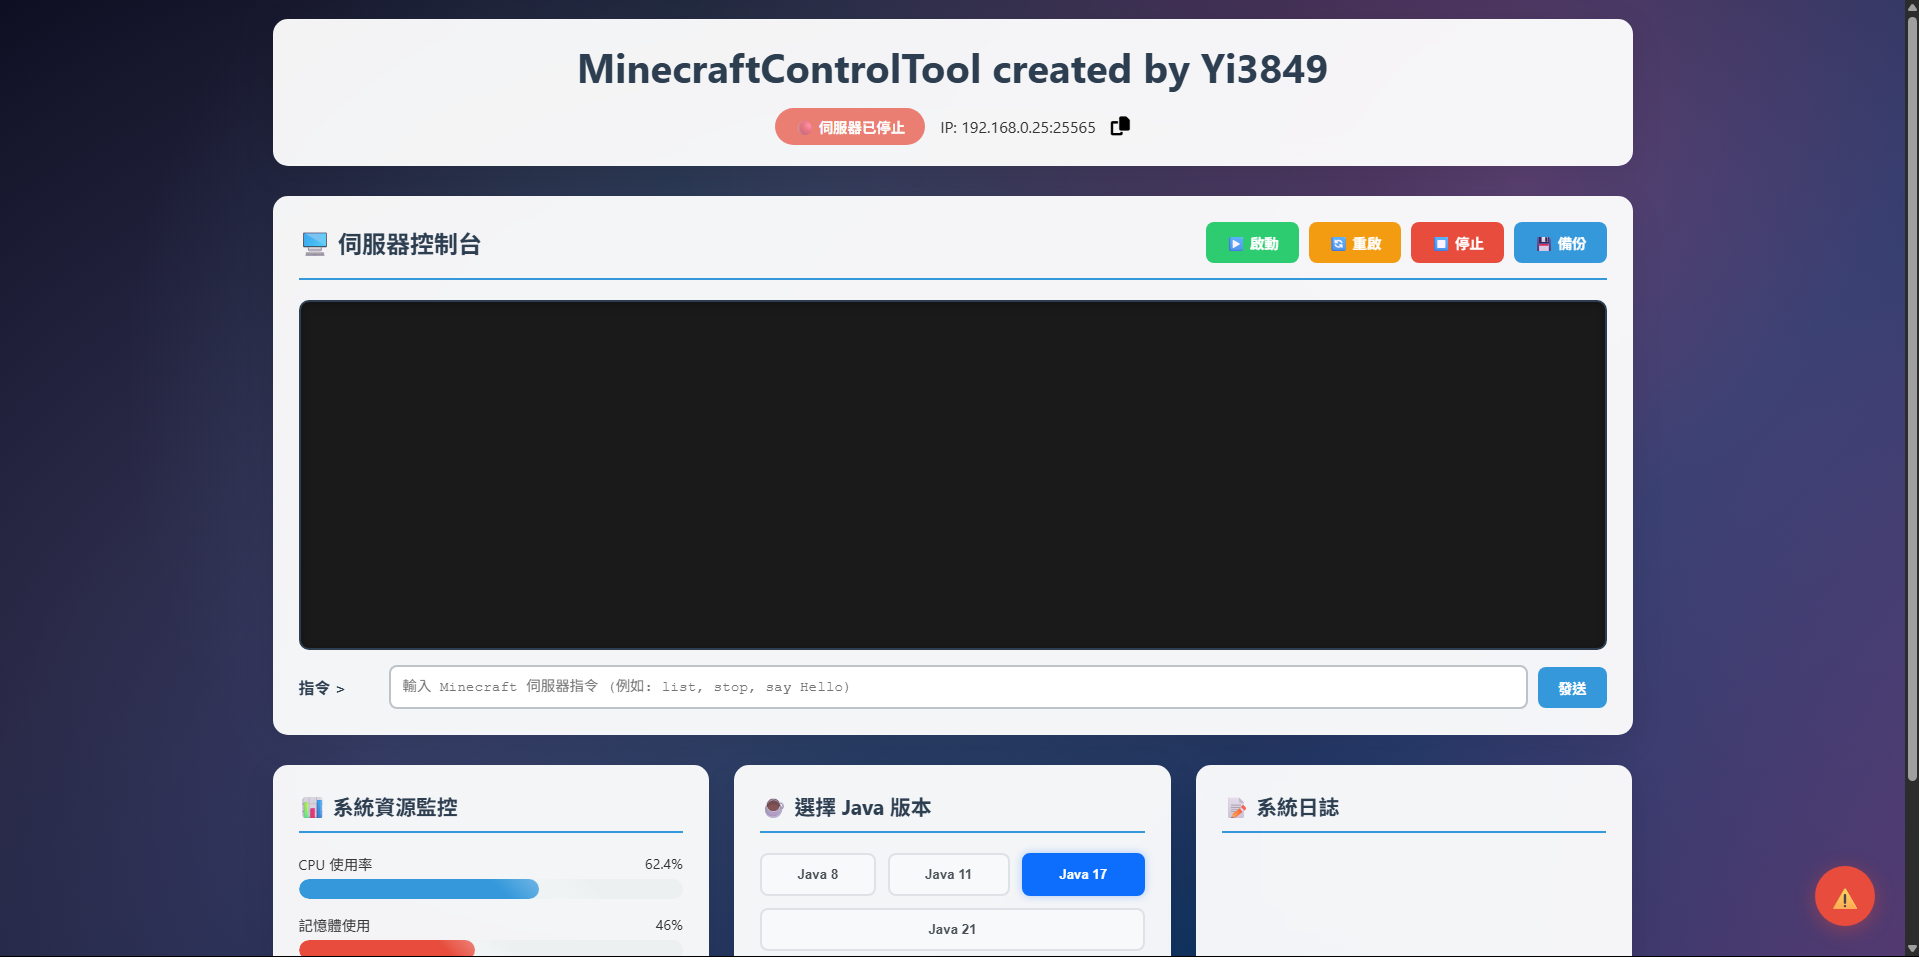 MinecraftControlTool created by Yi3849
伺服器已停止 IP: 192.168.0.25:25565
伺服器控制台
啟動 重啟 停止 備份
指令 > 輸入 Minecraft 伺服器指令 (例如: list, stop, say Hello) 發送
系統資源監控
CPU 使用率 62.4%
記憶體使用 46%
選擇 Java 版本
Java 8 Java 11 Java 17
Java 21
系統日誌